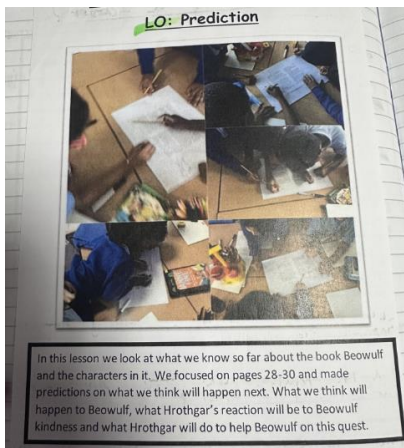 LO: Prediction
In this lesson we look at what we know so far about the book Beowulf
and the characters in it. We focused on pages 28-30 and made
predictions on what we think will happen next. What we think will
happen to Beowulf, what Hrothgar's reaction will be to Beowulf
kindness and what Hrothgar will do to help Beowulf on this quest.